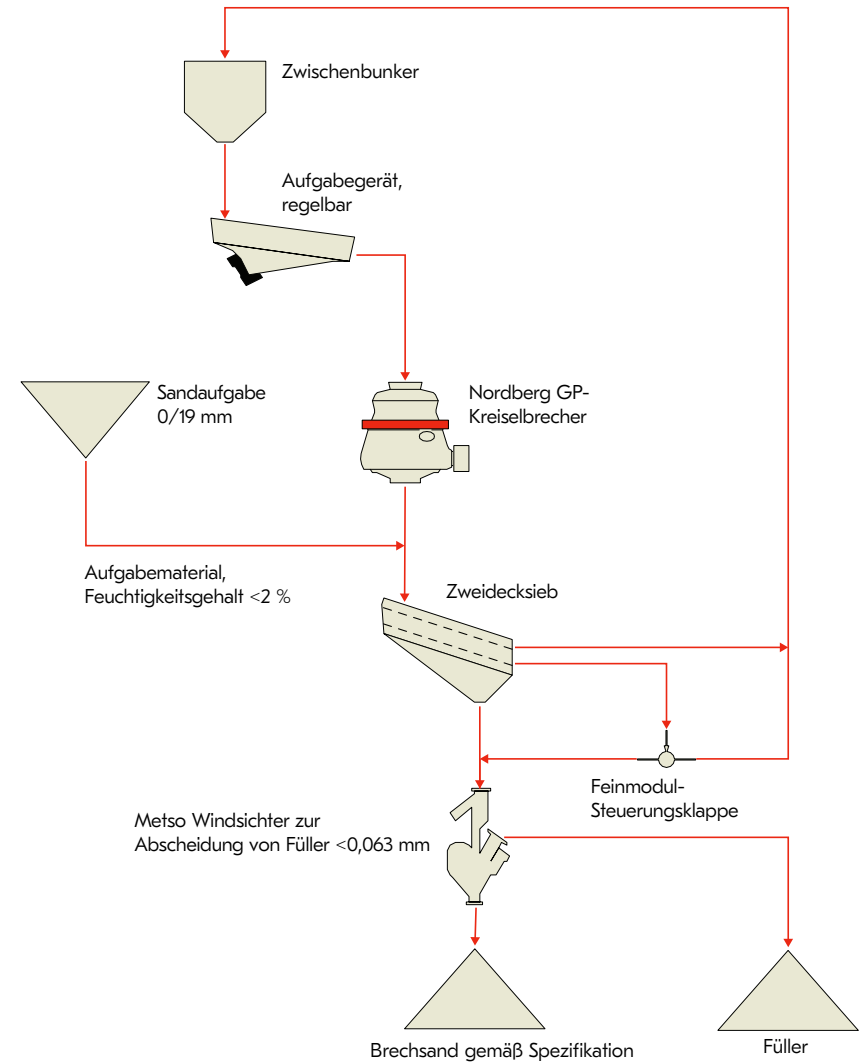 Zwischenbunker
Aufgabegerät,
regelbar
Sandaufgabe
0/19 mm
Nordberg GP-
Kreiselbrecher
Aufgabematerial,
Feuchtigkeitsgehalt <2 %
Zweidecksieb
Feinmodul-
Steuerungsklappe
Metso Windsichter zur
Abscheidung von Füller <0,063 mm
Brechsand gemäß Spezifikation
Füller